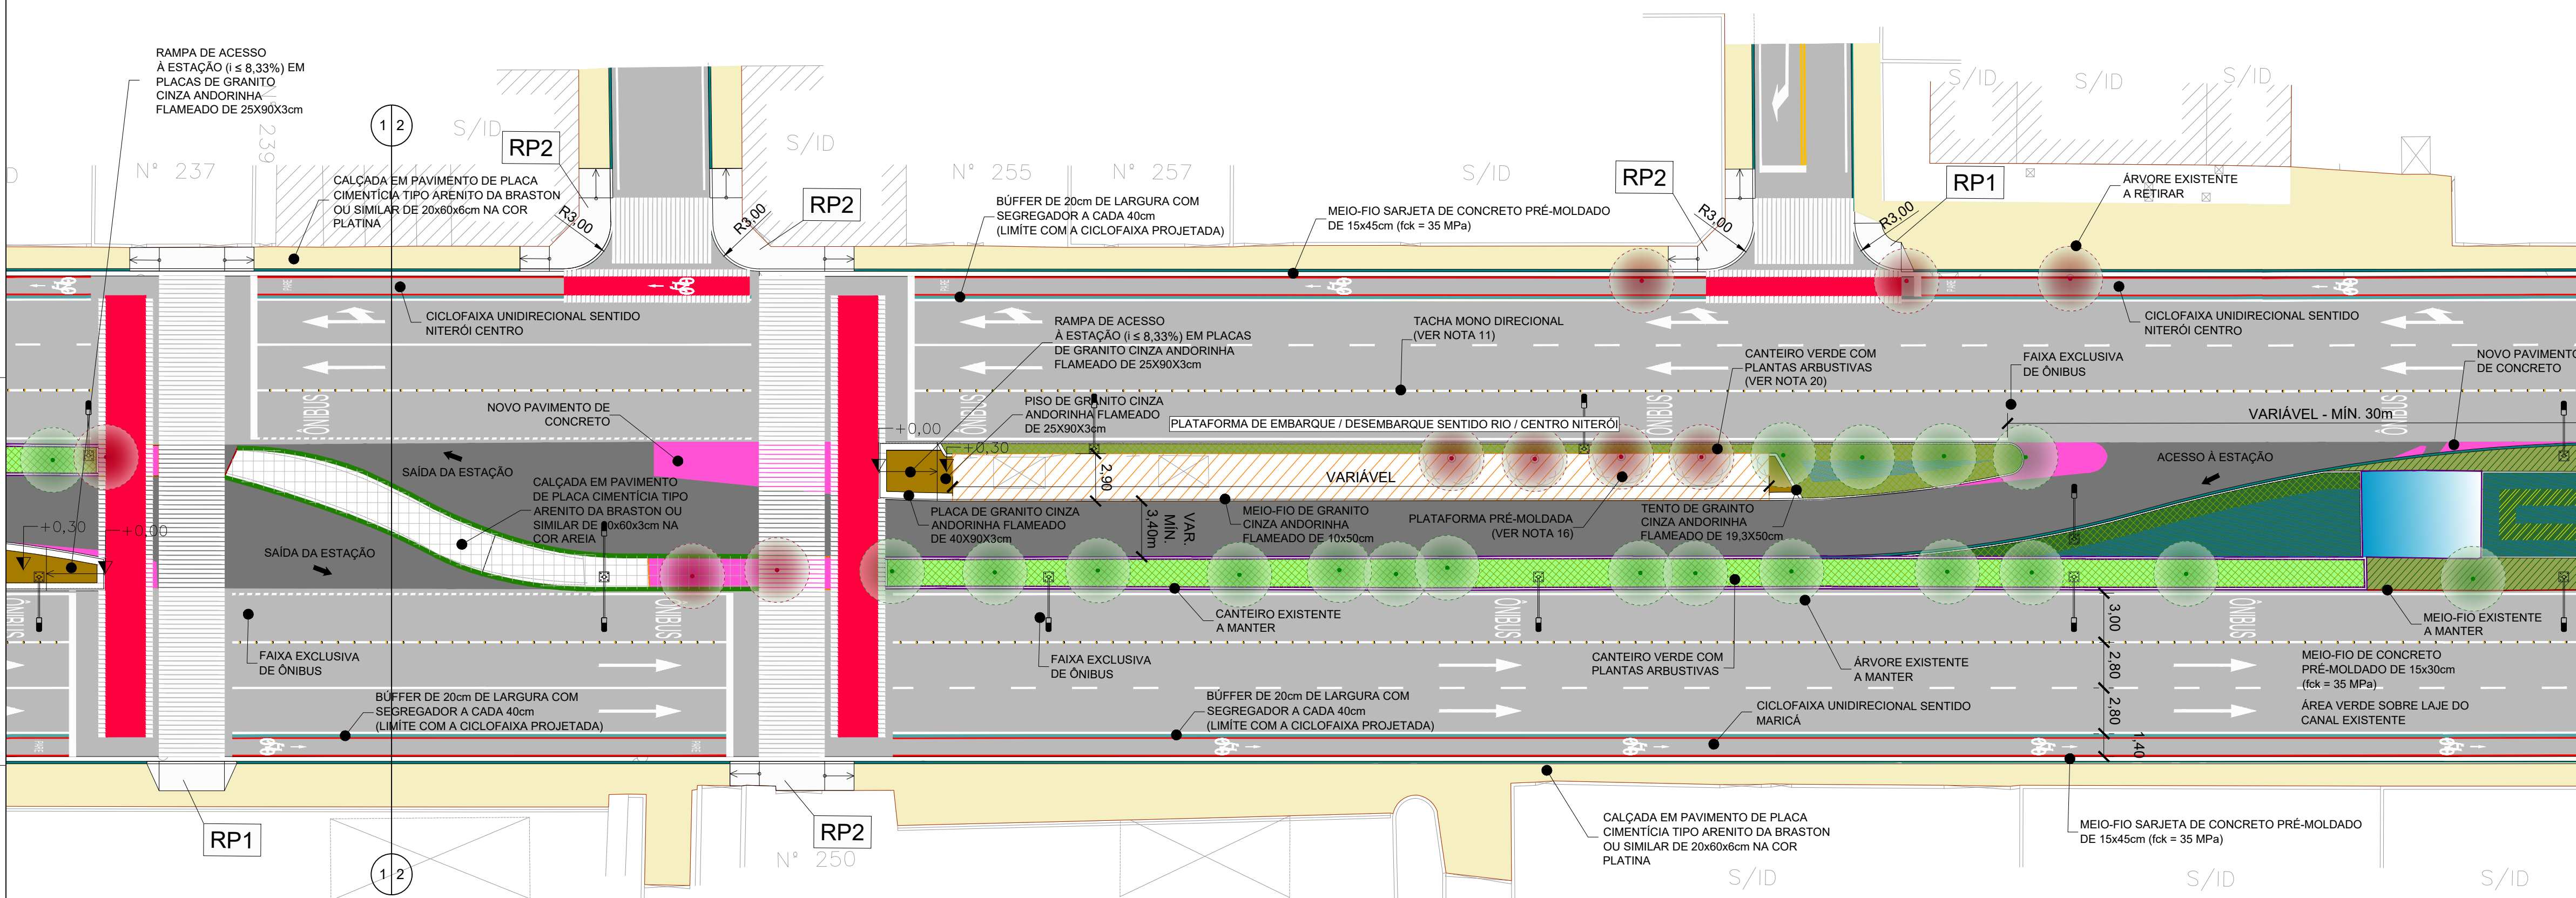 RAMPA DE ACESSO
À ESTAÇÃO (i ≤ 8,33%) EM
PLACAS DE GRANITO
CINZA ANDORINHA
FLAMEADO DE 25X90X3cm
239
N° 237
1 2
S/ID
RP2
S/ID
RP2
CALÇADA EM PAVIMENTO DE PLACA
CIMENTÍCIA TIPO ARENITO DA BRASTON
OU SIMILAR DE 20x60x6cm NA COR
PLATINA
R3,00
R3,00
N° 255
N° 257
S/ID
BÚFFER DE 20cm DE LARGURA COM
SEGREGADOR A CADA 40cm
(LIMÍTE COM A CICLOFAIXA PROJETADA)
MEIO-FIO SARJETA DE CONCRETO PRÉ-MOLDADO
DE 15x45cm (fck = 35 MPa)
RP2
R3,00
R3,00
RP1
S/ID
S/ID
S/ID
ÁRVORE EXISTENTE
A RETIRAR
PARE
PARE
PARE
CICLOFAIXA UNIDIRECIONAL SENTIDO
NITERÓI CENTRO
RAMPA DE ACESSO
À ESTAÇÃO (i ≤ 8,33%) EM PLACAS
DE GRANITO CINZA ANDORINHA
FLAMEADO DE 25X90X3cm
TACHA MONO DIRECIONAL
(VER NOTA 11)
CANTEIRO VERDE COM
PLANTAS ARBUSTIVAS
(VER NOTA 20)
CICLOFAIXA UNIDIRECIONAL SENTIDO
NITERÓI CENTRO
FAIXA EXCLUSIVA
DE ÔNIBUS
NOVO PAVIMENTO
DE CONCRETO
ÔNIBUS
ÔNIBUS
ÔNIBUS
ÔNIBUS
NOVO PAVIMENTO DE
CONCRETO
PISO DE GRANITO CINZA
ANDORINHA FLAMEADO
DE 25X90X3cm
PLATAFORMA DE EMBARQUE / DESEMBARQUE SENTIDO RIO / CENTRO NITERÓI
VARIÁVEL - MÍN. 30m
+0,00
+0,30
SAÍDA DA ESTAÇÃO
ACESSO À ESTAÇÃO
CALÇADA EM PAVIMENTO
DE PLACA CIMENTÍCIA TIPO
ARENITO DA BRASTON OU
SIMILAR DE 20x60x3cm NA
COR AREIA
2,90
VARIÁVEL
PLACA DE GRANITO CINZA
ANDORINHA FLAMEADO
DE 40X90X3cm
3,40m
MÍN.
VAR.
MEIO-FIO DE GRANITO
CINZA ANDORINHA
FLAMEADO DE 10x50cm
PLATAFORMA PRÉ-MOLDADA
(VER NOTA 16)
TENTO DE GRAINTO
CINZA ANDORINHA
FLAMEADO DE 19,3X50cm
+0,30
+0,00
SAÍDA DA ESTAÇÃO
ÔNIBUS
ÔNIBUS
ÔNIBUS
ÔNIBUS
CANTEIRO EXISTENTE
A MANTER
3,00
MEIO-FIO EXISTENTE
A MANTER
FAIXA EXCLUSIVA
DE ÔNIBUS
FAIXA EXCLUSIVA
DE ÔNIBUS
CANTEIRO VERDE COM
PLANTAS ARBUSTIVAS
ÁRVORE EXISTENTE
A MANTER
2,80
MEIO-FIO DE CONCRETO
PRÉ-MOLDADO DE 15x30cm
(fck = 35 MPa)
BÚFFER DE 20cm DE LARGURA COM
SEGREGADOR A CADA 40cm
(LIMÍTE COM A CICLOFAIXA PROJETADA)
BÚFFER DE 20cm DE LARGURA COM
SEGREGADOR A CADA 40cm
(LIMÍTE COM A CICLOFAIXA PROJETADA)
CICLOFAIXA UNIDIRECIONAL SENTIDO
MARICÁ
2,80
1,40
ÁREA VERDE SOBRE LAJE DO
CANAL EXISTENTE
PARE
PARE
RP1
1 2
RP2
N° 250
CALÇADA EM PAVIMENTO DE PLACA
CIMENTÍCIA TIPO ARENITO DA BRASTON
OU SIMILAR DE 20x60x6cm NA COR
PLATINA
MEIO-FIO SARJETA DE CONCRETO PRÉ-MOLDADO
DE 15x45cm (fck = 35 MPa)
S/ID
S/ID
S/ID